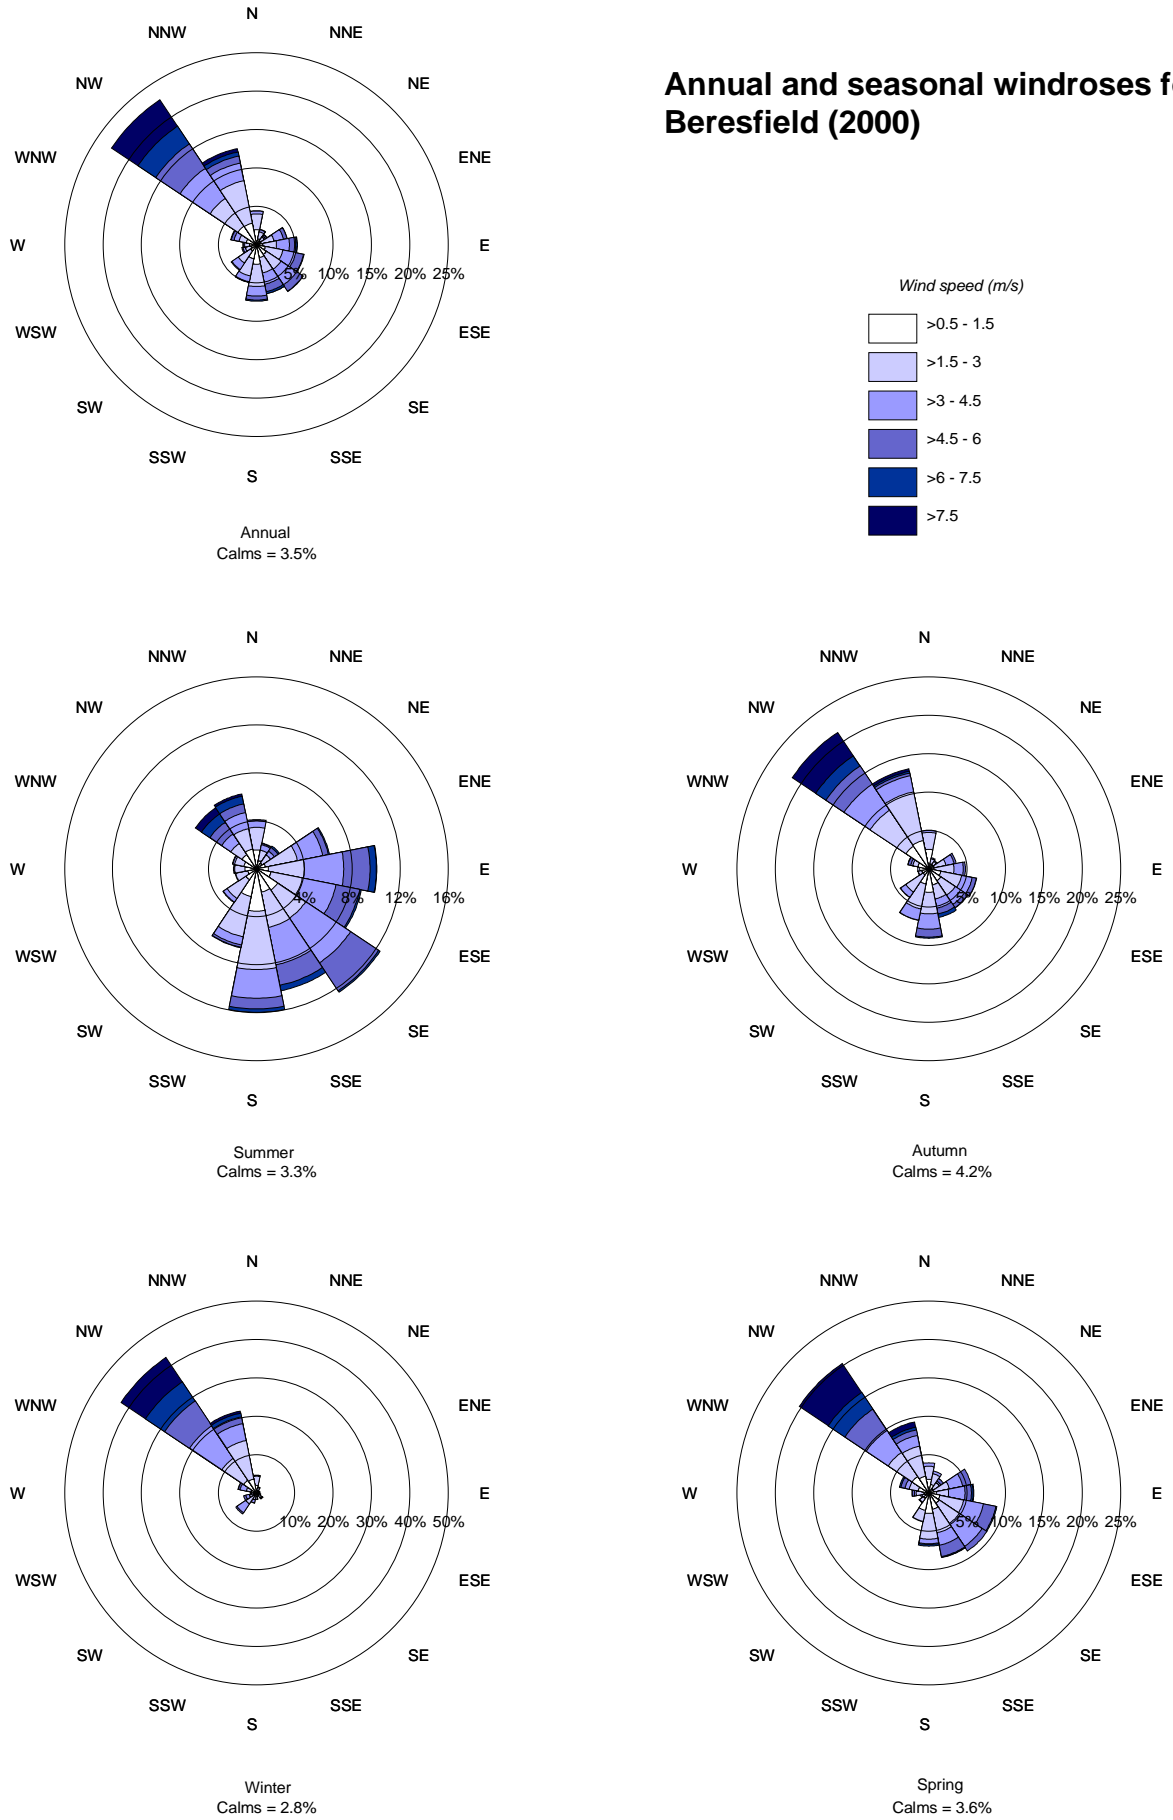 Annual and seasonal windroses f
Beresfield (2000)
N
NNW NNE
NW NE
WNW ENE
W E
5% 10% 15% 20% 25%
WSW ESE
SW SE
SSW SSE
S
Annual
Calms = 3.5%
Wind speed (m/s)
>0.5 - 1.5
>1.5 - 3
>3 - 4.5
>4.5 - 6
>6 - 7.5
>7.5
N
NNW NNE
NW NE
WNW ENE
W E
4% 8% 12% 16%
WSW ESE
SW SE
SSW SSE
S
Summer
Calms = 3.3%
N
NNW NNE
NW NE
WNW ENE
W E
5% 10% 15% 20% 25%
WSW ESE
SW SE
SSW SSE
S
Autumn
Calms = 4.2%
N
NNW NNE
NW NE
WNW ENE
W E
10% 20% 30% 40% 50%
WSW ESE
SW SE
SSW SSE
S
Winter
Calms = 2.8%
N
NNW NNE
NW NE
WNW ENE
W E
5% 10% 15% 20% 25%
WSW ESE
SW SE
SSW SSE
S
Spring
Calms = 3.6%